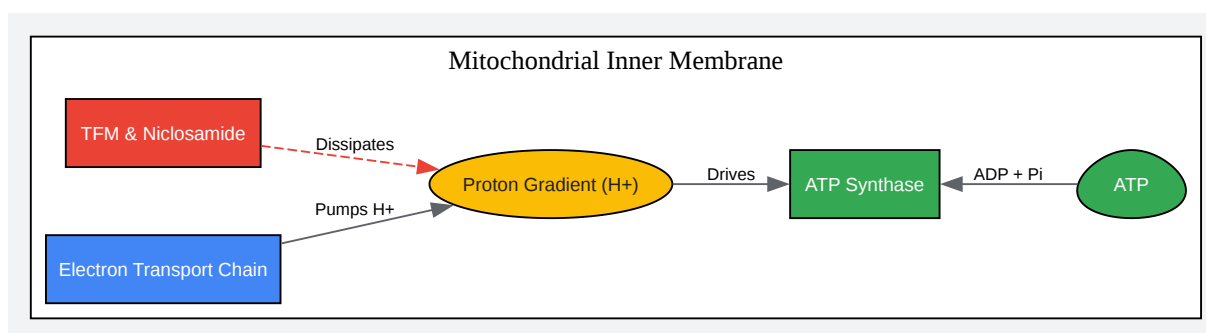 Mitochondrial Inner Membrane
TFM & Niclosamide
Dissipates
Pumps H+
Electron Transport Chain
Proton Gradient (H+)
Drives
ATP Synthase
ADP + Pi
ATP